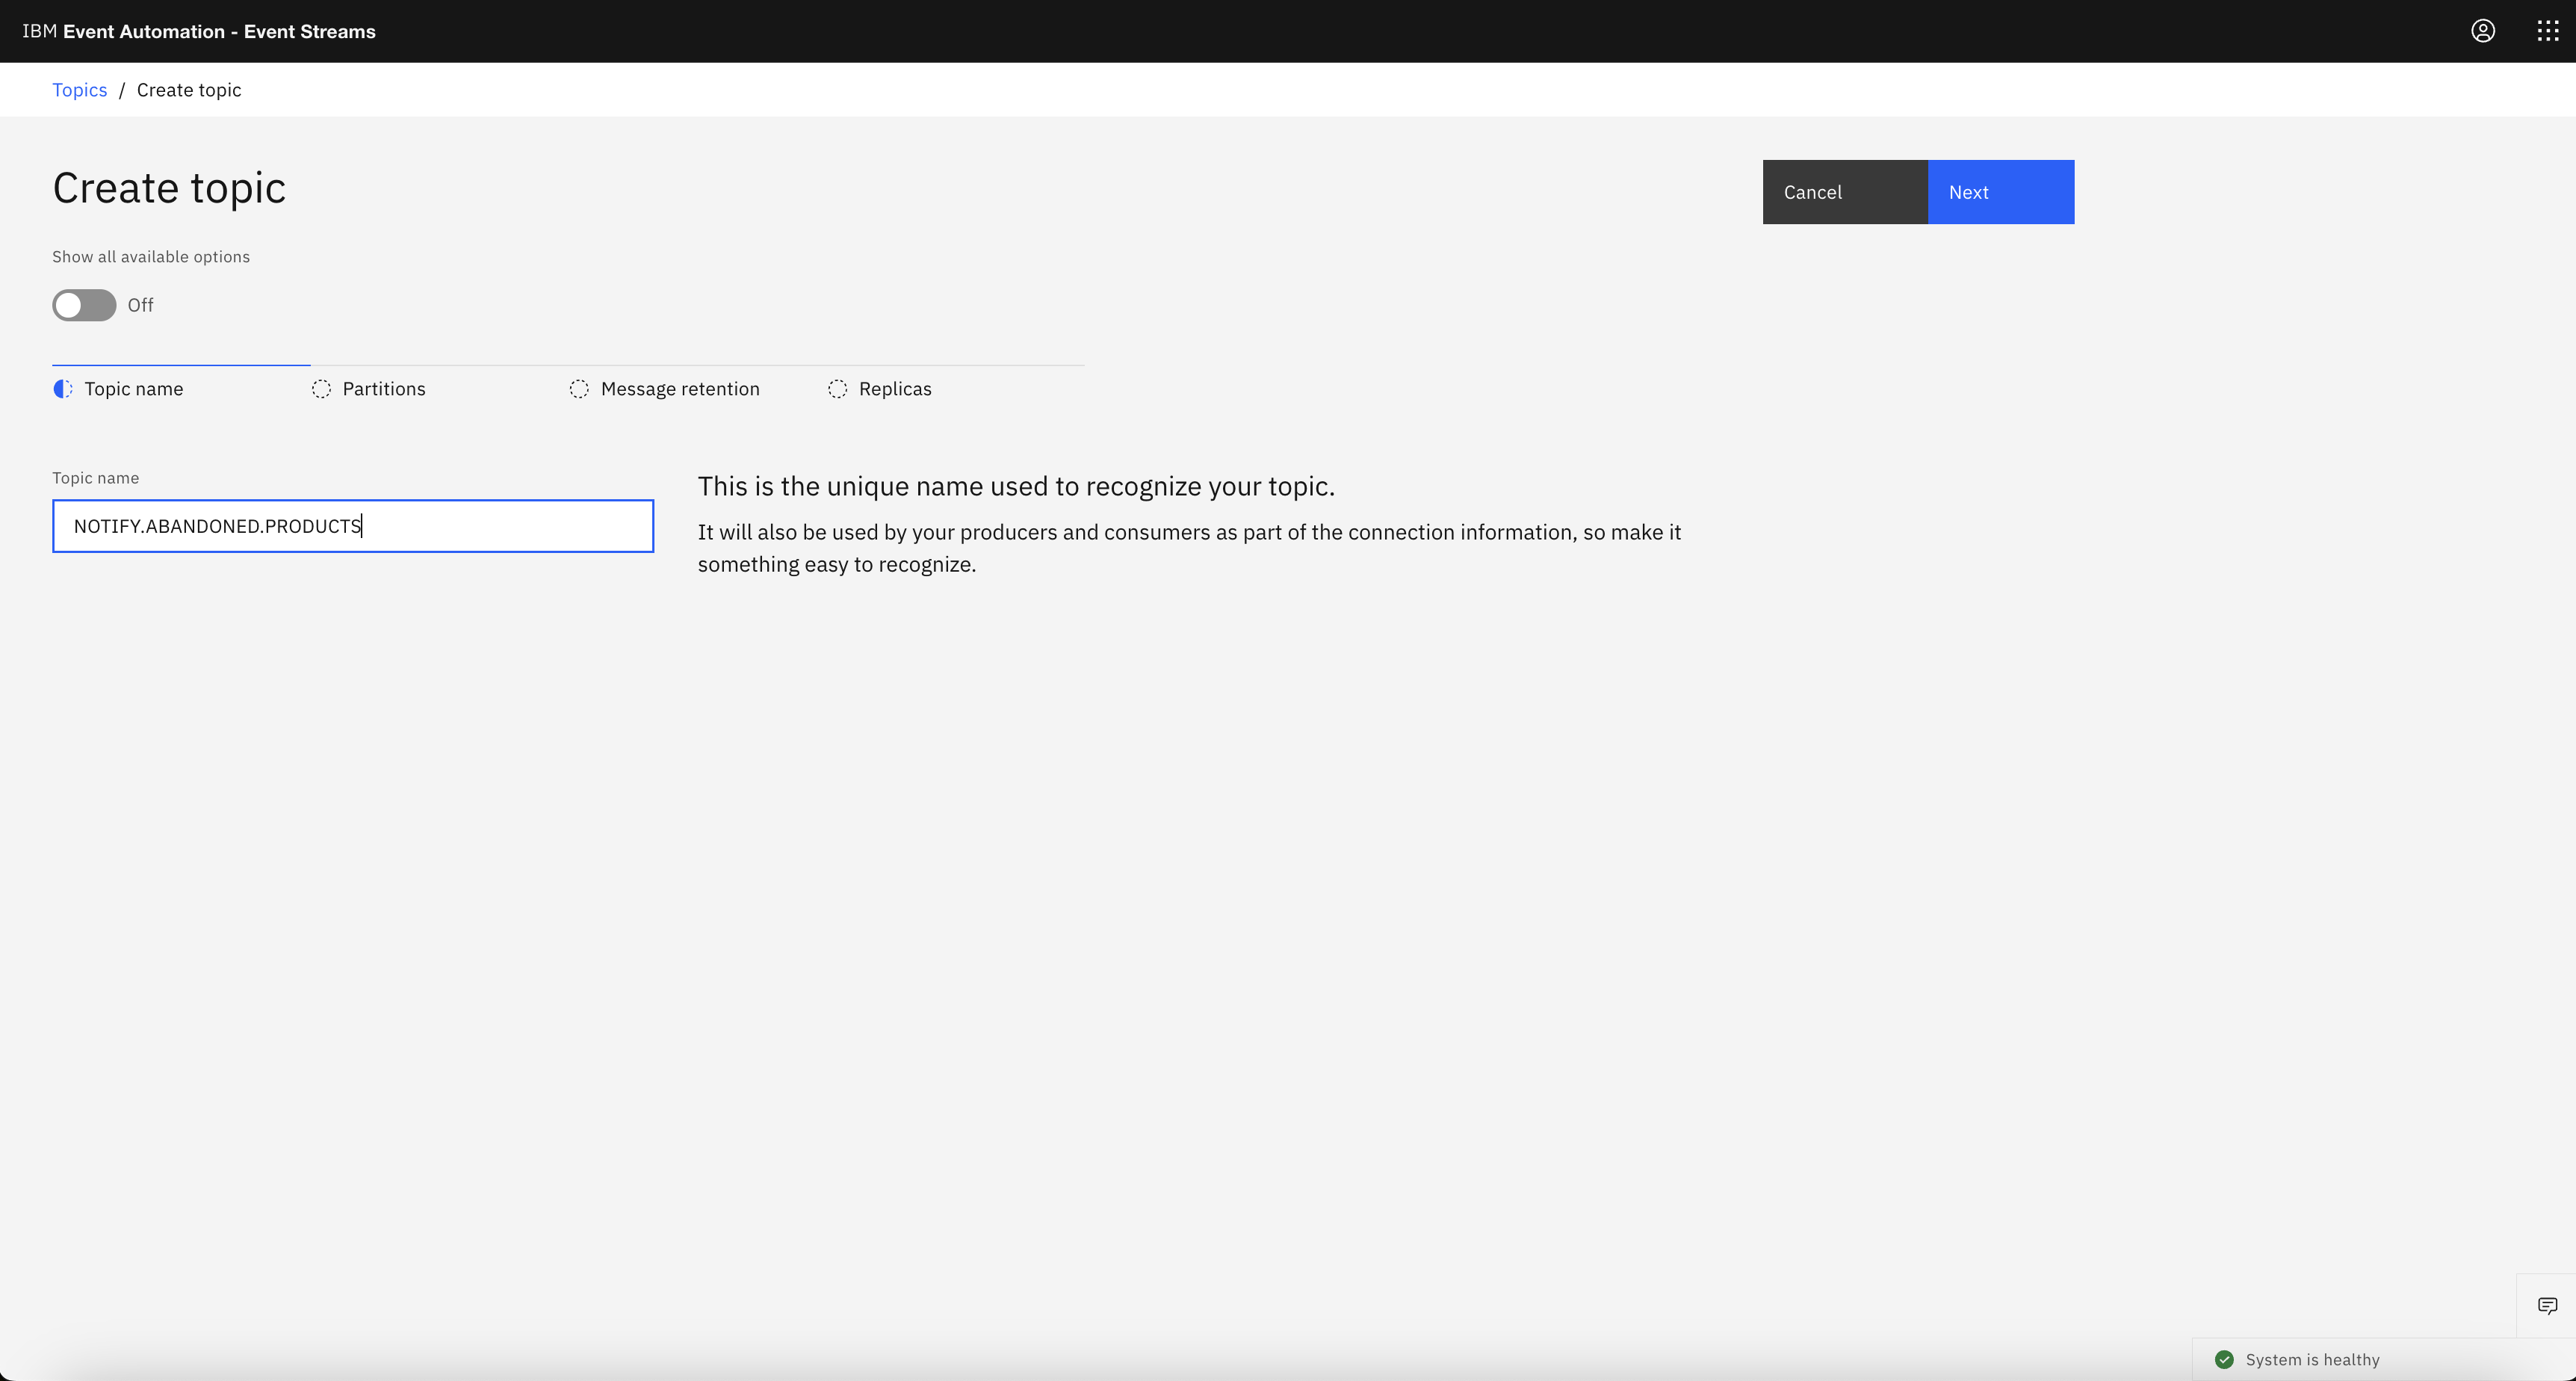 IBM Event Automation - Event Streams
Topics / Create topic
Create topic
Cancel
Next
Show all available options
Off
Topic name
Partitions
Message retention
Replicas
Topic name
NOTIFY.ABANDONED.PRODUCTS
This is the unique name used to recognize your topic.
It will also be used by your producers and consumers as part of the connection information, so make it
something easy to recognize.
System is healthy